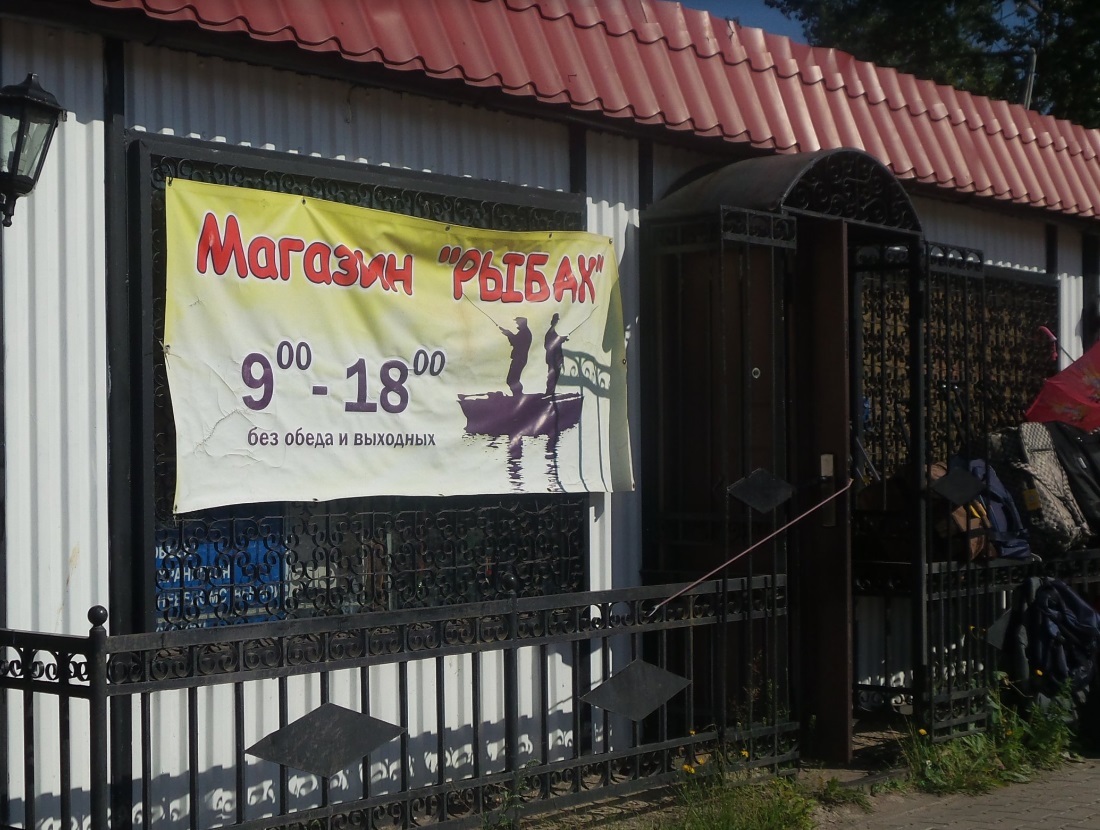 Магазин "РЫБАК"
9⁰⁰ - 18⁰⁰
без обеда и выходных